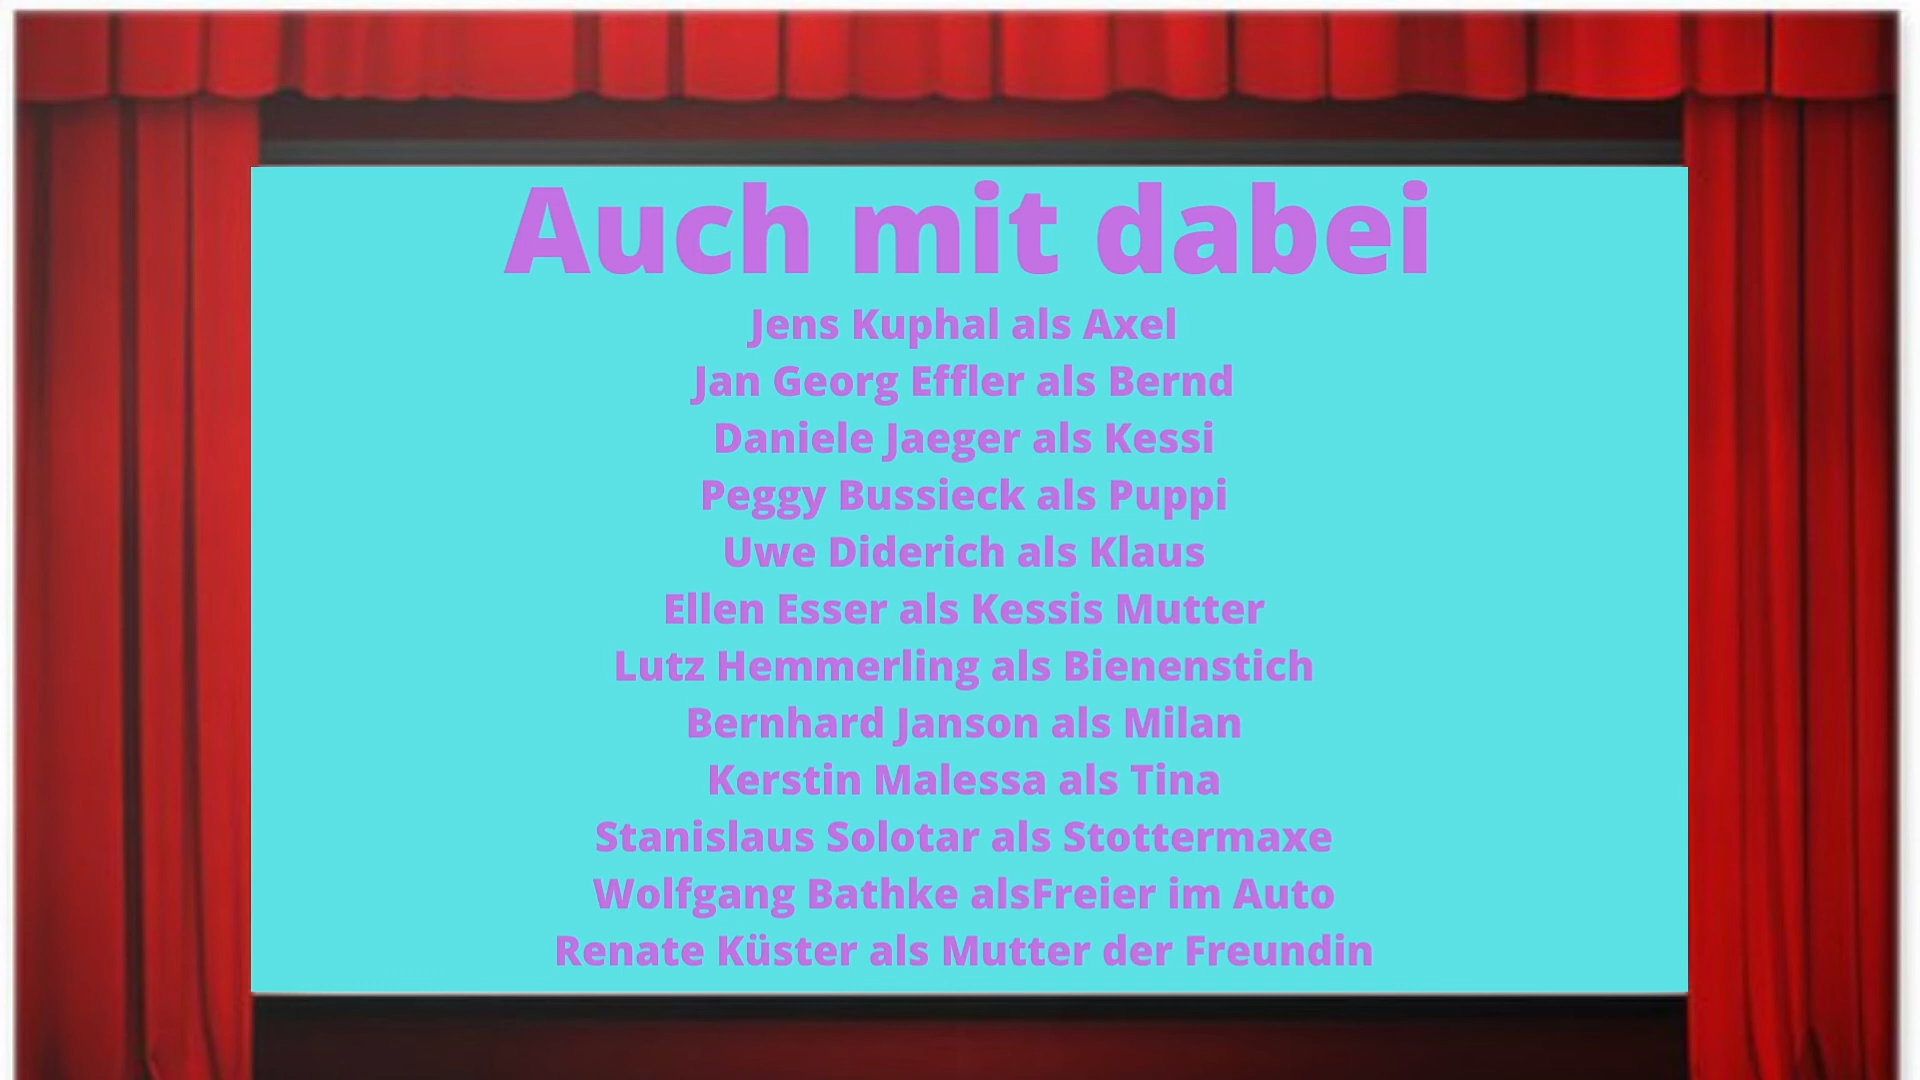 Auch mit dabei
Jens Kuphal als Axel
Jan Georg Effler als Bernd
Daniele Jaeger als Kessi
Peggy Bussieck als Puppi
Uwe Diderich als Klaus
Ellen Esser als Kessis Mutter
Lutz Hemmerling als Bienenstich
Bernhard Janson als Milan
Kerstin Malessa als Tina
Stanislaus Solotar als Stottermaxe
Wolfgang Bathke alsFreier im Auto
Renate Küster als Mutter der Freundin